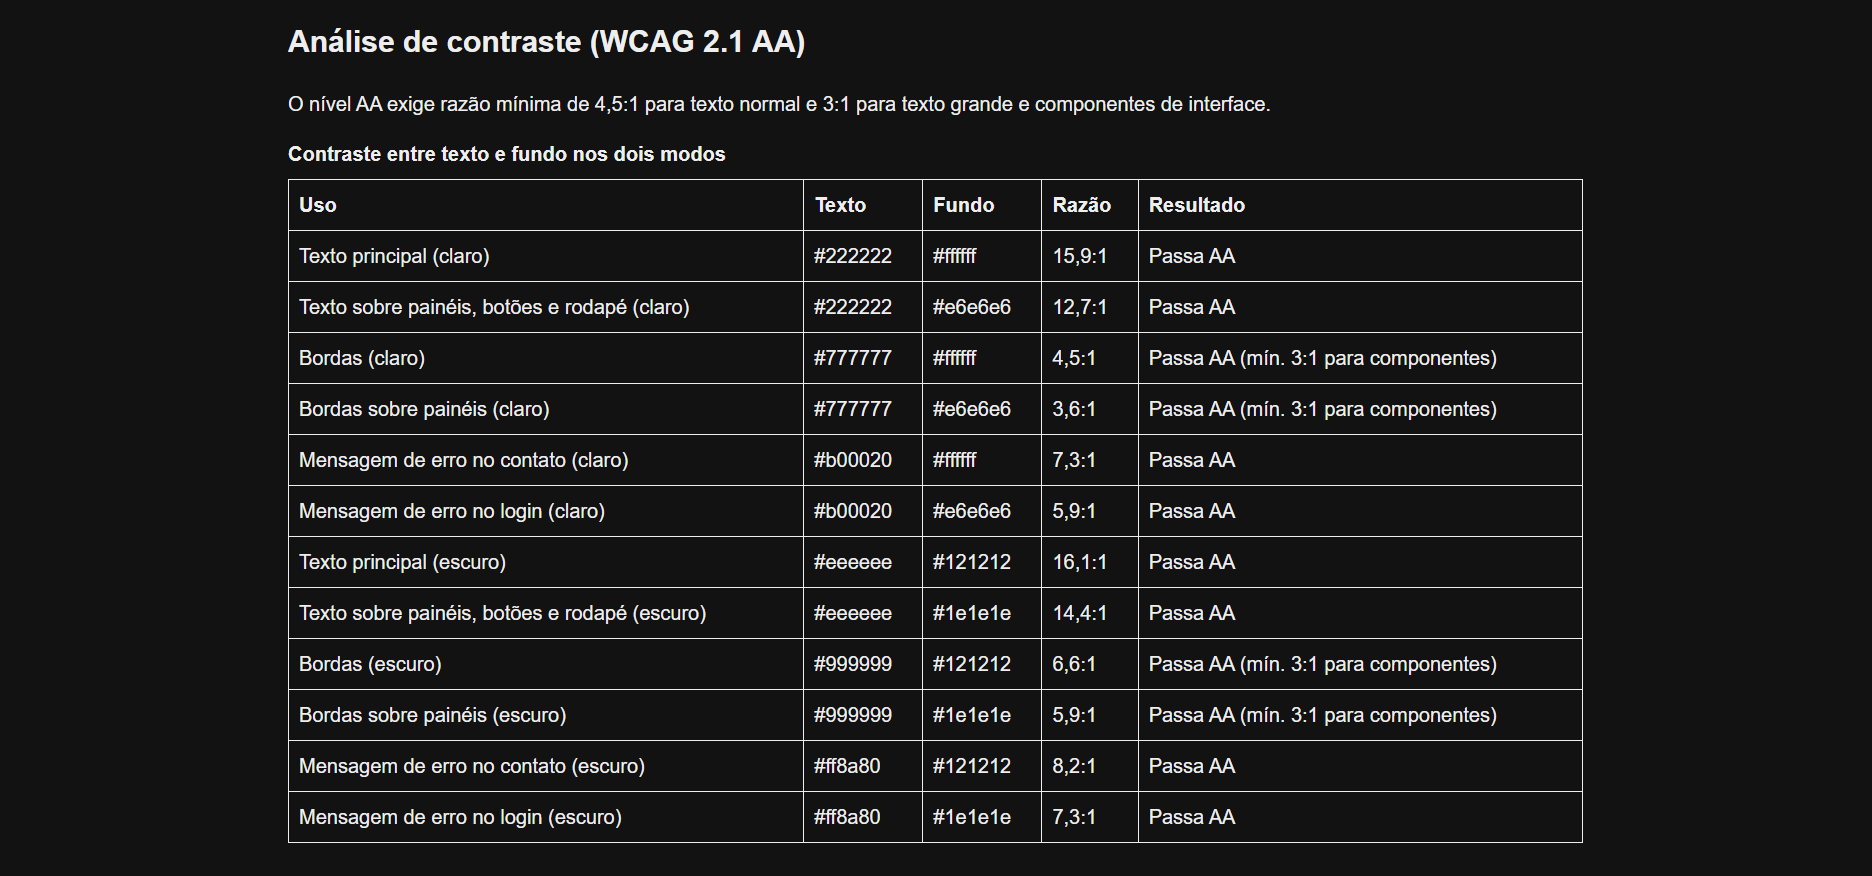 Análise de contraste (WCAG 2.1 AA)
O nível AA exige razão mínima de 4,5:1 para texto normal e 3:1 para texto grande e componentes de interface.
Contraste entre texto e fundo nos dois modos
Uso Texto Fundo Razão Resultado
Texto principal (claro) #222222 #ffffff 15,9:1 Passa AA
Texto sobre painéis, botões e rodapé (claro) #222222 #e6e6e6 12,7:1 Passa AA
Bordas (claro) #777777 #ffffff 4,5:1 Passa AA (mín. 3:1 para componentes)
Bordas sobre painéis (claro) #777777 #e6e6e6 3,6:1 Passa AA (mín. 3:1 para componentes)
Mensagem de erro no contato (claro) #b00020 #ffffff 7,3:1 Passa AA
Mensagem de erro no login (claro) #b00020 #e6e6e6 5,9:1 Passa AA
Texto principal (escuro) #eeeeee #121212 16,1:1 Passa AA
Texto sobre painéis, botões e rodapé (escuro) #eeeeee #1e1e1e 14,4:1 Passa AA
Bordas (escuro) #999999 #121212 6,6:1 Passa AA (mín. 3:1 para componentes)
Bordas sobre painéis (escuro) #999999 #1e1e1e 5,9:1 Passa AA (mín. 3:1 para componentes)
Mensagem de erro no contato (escuro) #ff8a80 #121212 8,2:1 Passa AA
Mensagem de erro no login (escuro) #ff8a80 #1e1e1e 7,3:1 Passa AA